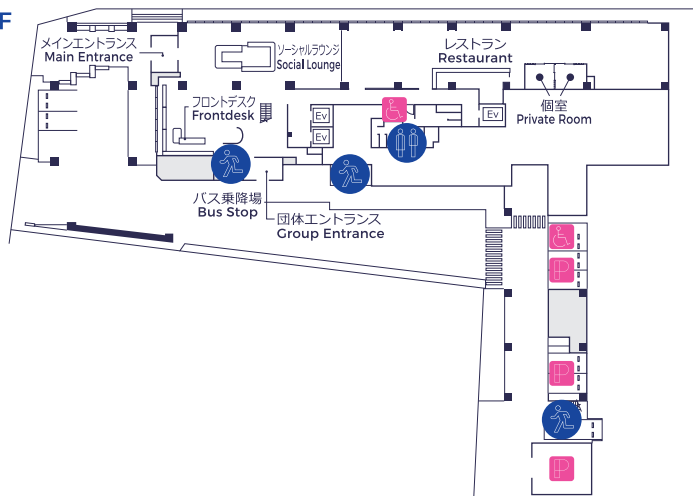 F
メインエントランス
Main Entrance
ソーシャルラウンジ
Social Lounge
レストラン
Restaurant
フロントデスク
Frontdesk
Ev
Ev
Ev
個室
Private Room
バス乗降場
Bus Stop
団体エントランス
Group Entrance
P
P
P